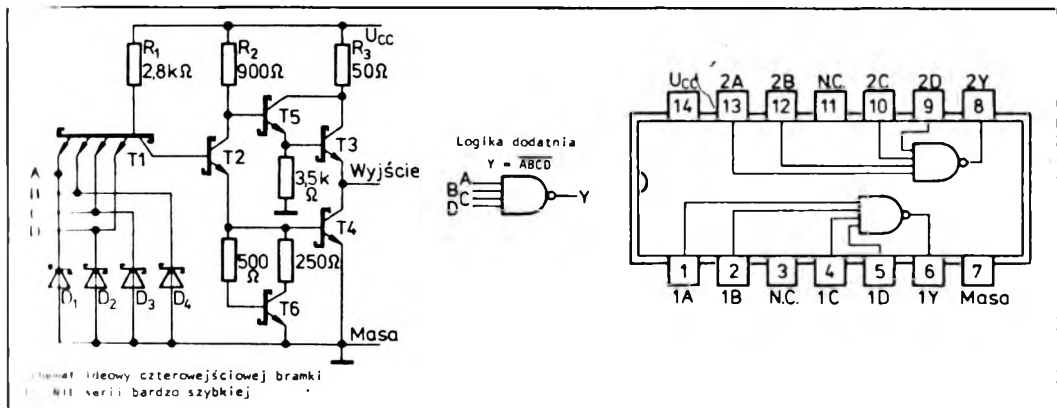 UCC
R1
2,8kΩ
R2
900Ω
R3
50Ω
T5
T1
T2
T3
Wyjście
3,5k
Ω
A
T4
500
Ω
250Ω
D1
D2
D3
D4
T6
Masa
ideowy czterowejściowej bramki
serii bardzo szybkiej
Logika dodatnia
Y = \overline{ABCD}
A
B
C
D
Y
Ucc 2A 2B N.C. 2C 2D 2Y
14 13 12 11 10 9 8
1 2 3 4 5 6 7
1A 1B N.C. 1C 1D 1Y Masa